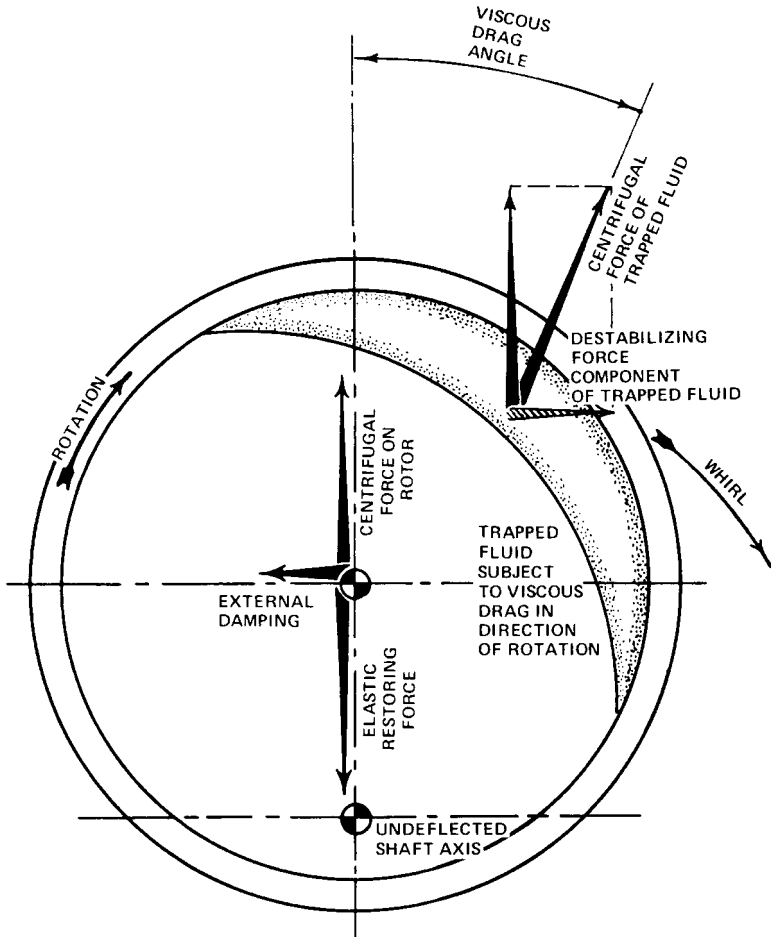 VISCOUS
DRAG
ANGLE
CENTRIFUGAL
FORCE OF
TRAPPED FLUID
DESTABILIZING
FORCE
COMPONENT
OF TRAPPED FLUID
ROTATION
WHIRL
CENTRIFUGAL
FORCE ON
ROTOR
TRAPPED
FLUID
SUBJECT
TO VISCOUS
DRAG IN
DIRECTION
OF ROTATION
EXTERNAL
DAMPING
ELASTIC
RESTORING
FORCE
UNDEFLECTED
SHAFT AXIS